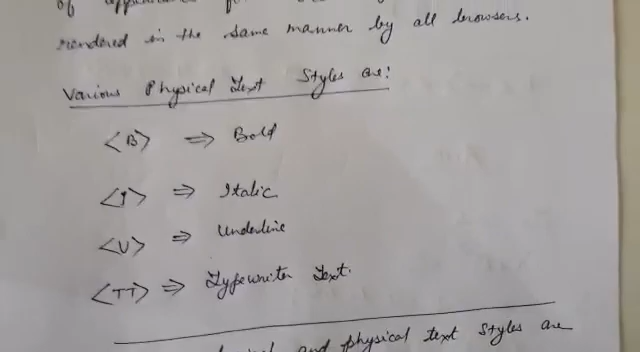 of
rendered in the same manner by all browsers.
Various Physical Text Styles are:
<B> ⇒ Bold
<I> ⇒ Italic
<U> ⇒ Underline
<TT> ⇒ Typewriter Text.
and physical text styles are